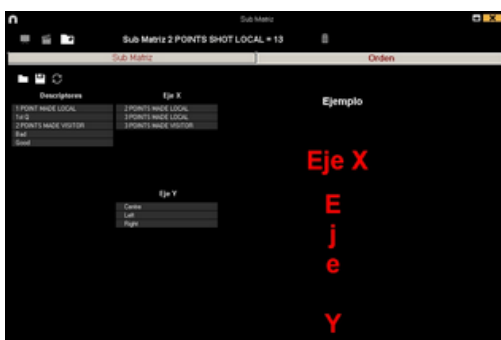 Sub Matriz
Sub Matriz 2 POINTS SHOT LOCAL = 13
Sub Matriz
Orden
Descriptores
1 POINT MADE LOCAL
1st Q
2 POINTS MADE VISITOR
Bad
Good
Eje X
2 POINTS MADE LOCAL
3 POINTS MADE LOCAL
3 POINTS MADE VISITOR
Eje Y
Centre
Left
Right
Ejemplo
Eje X
E
j
e
Y